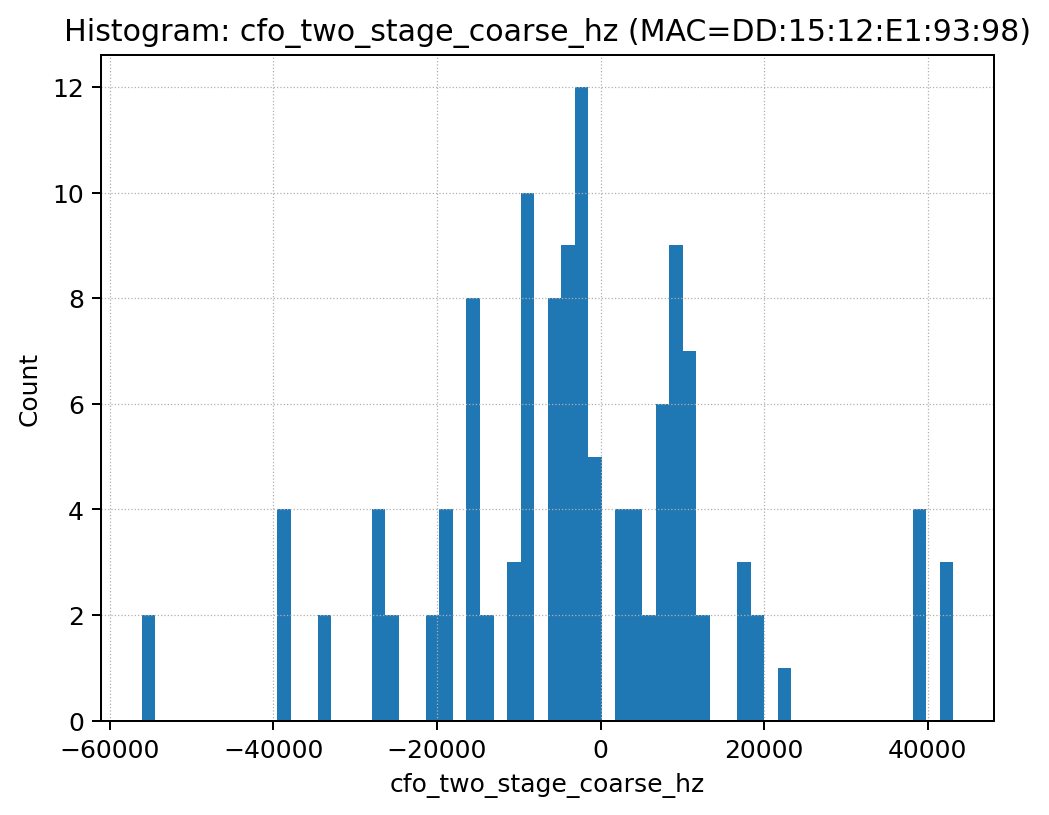 Histogram: cfo_two_stage_coarse_hz (MAC=DD:15:12:E1:93:98)
12
10
8
6
4
2
0
Count
−60000 −40000 −20000 0 20000 40000
cfo_two_stage_coarse_hz